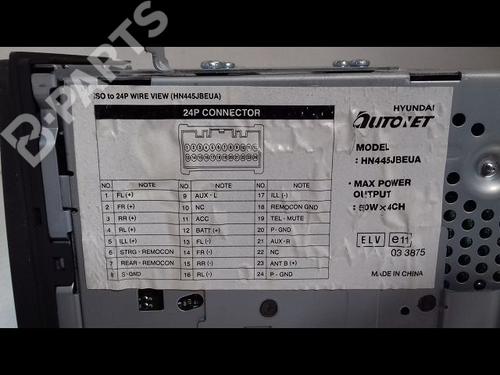 B-PARTS
ISO to 24P WIRE VIEW (HN445JBEUA)
24P CONNECTOR
HYUNDAI
AUTONET
MODEL
: HN445JBEUA
• MAX POWER
OUTPUT
: 50W×4CH
ELV e11
03 3875
MADE IN CHINA
NO. NOTE NO. NOTE NO. NOTE
1 FL (+) 9 AUX - L 17 ILL (-)
2 FR (+) 10 NC 18 REMOCON GND
3 RR (+) 11 ACC 19 TEL - MUTE
4 RL (+) 12 BATT (+) 20 P - GND
5 ILL (+) 13 FL (-) 21 AUX - R
6 STRG - REMOCON 14 FR (-) 22 NC
7 REAR - REMOCON 15 RR (-) 23 ANT B (+)
8 S-GND 16 RL (-) 24 P - GND